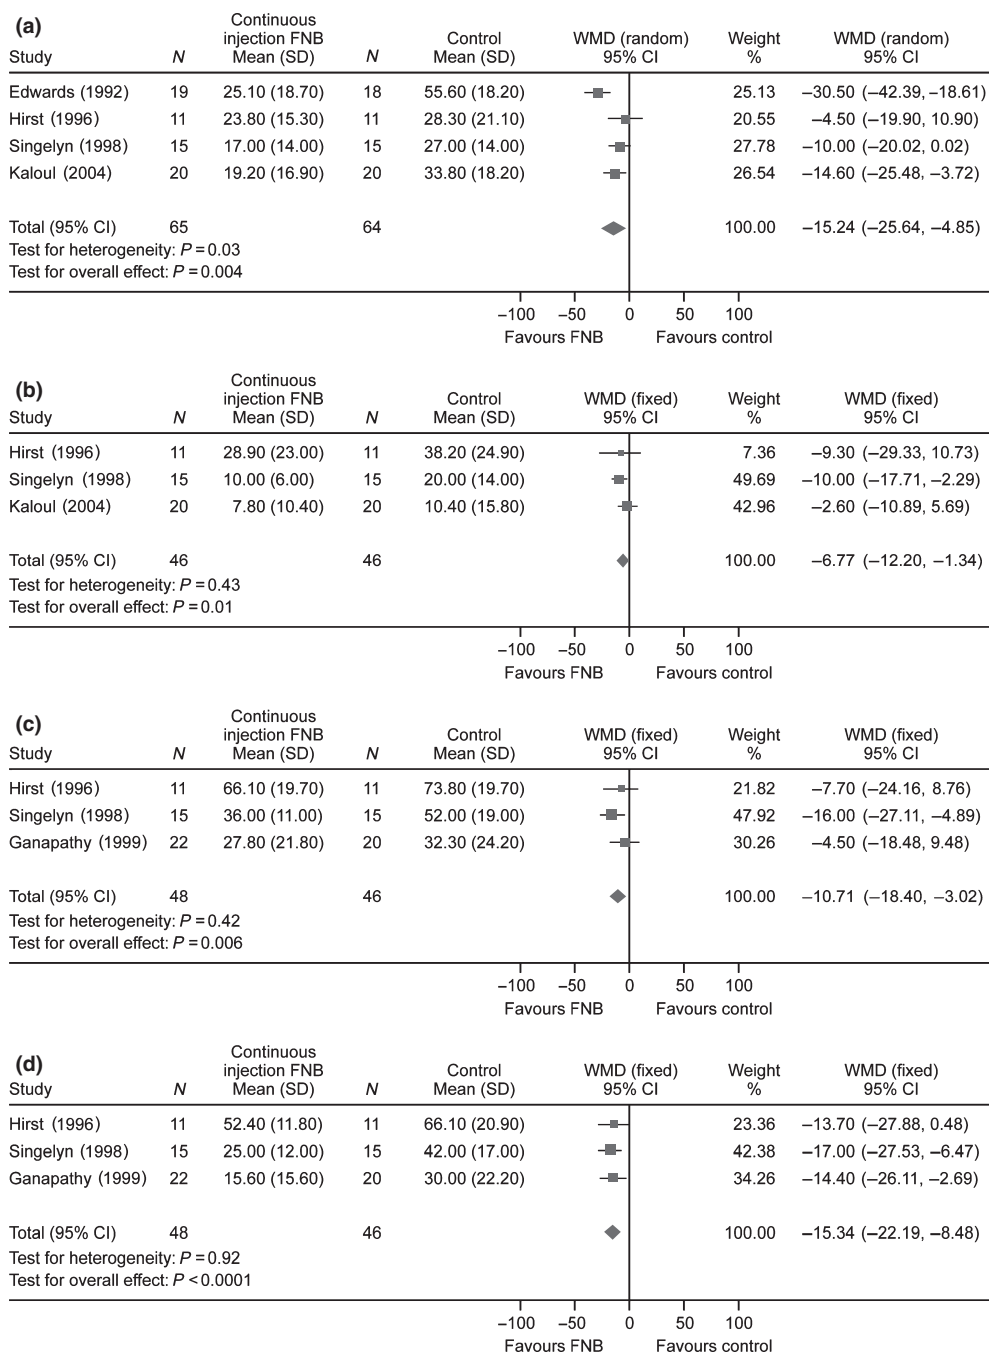 (a)
Continuous
injection FNB Control WMD (random) Weight WMD (random)
Study N Mean (SD) N Mean (SD) 95% CI % 95% CI
Edwards (1992) 19 25.10 (18.70) 18 55.60 (18.20) 25.13 –30.50 (–42.39, –18.61)
Hirst (1996) 11 23.80 (15.30) 11 28.30 (21.10) 20.55 –4.50 (–19.90, 10.90)
Singelyn (1998) 15 17.00 (14.00) 15 27.00 (14.00) 27.78 –10.00 (–20.02, 0.02)
Kaloul (2004) 20 19.20 (16.90) 20 33.80 (18.20) 26.54 –14.60 (–25.48, –3.72)
Total (95% CI) 65 64 100.00 –15.24 (–25.64, –4.85)
Test for heterogeneity: P = 0.03
Test for overall effect: P = 0.004
–100 –50 0 50 100
Favours FNB Favours control
(b)
Continuous
injection FNB Control WMD (fixed) Weight WMD (fixed)
Study N Mean (SD) N Mean (SD) 95% CI % 95% CI
Hirst (1996) 11 28.90 (23.00) 11 38.20 (24.90) 7.36 –9.30 (–29.33, 10.73)
Singelyn (1998) 15 10.00 (6.00) 15 20.00 (14.00) 49.69 –10.00 (–17.71, –2.29)
Kaloul (2004) 20 7.80 (10.40) 20 10.40 (15.80) 42.96 –2.60 (–10.89, 5.69)
Total (95% CI) 46 46 100.00 –6.77 (–12.20, –1.34)
Test for heterogeneity: P = 0.43
Test for overall effect: P = 0.01
–100 –50 0 50 100
Favours FNB Favours control
(c)
Continuous
injection FNB Control WMD (fixed) Weight WMD (fixed)
Study N Mean (SD) N Mean (SD) 95% CI % 95% CI
Hirst (1996) 11 66.10 (19.70) 11 73.80 (19.70) 21.82 –7.70 (–24.16, 8.76)
Singelyn (1998) 15 36.00 (11.00) 15 52.00 (19.00) 47.92 –16.00 (–27.11, –4.89)
Ganapathy (1999) 22 27.80 (21.80) 20 32.30 (24.20) 30.26 –4.50 (–18.48, 9.48)
Total (95% CI) 48 46 100.00 –10.71 (–18.40, –3.02)
Test for heterogeneity: P = 0.42
Test for overall effect: P = 0.006
–100 –50 0 50 100
Favours FNB Favours control
(d)
Continuous
injection FNB Control WMD (fixed) Weight WMD (fixed)
Study N Mean (SD) N Mean (SD) 95% CI % 95% CI
Hirst (1996) 11 52.40 (11.80) 11 66.10 (20.90) 23.36 –13.70 (–27.88, 0.48)
Singelyn (1998) 15 25.00 (12.00) 15 42.00 (17.00) 42.38 –17.00 (–27.53, –6.47)
Ganapathy (1999) 22 15.60 (15.60) 20 30.00 (22.20) 34.26 –14.40 (–26.11, –2.69)
Total (95% CI) 48 46 100.00 –15.34 (–22.19, –8.48)
Test for heterogeneity: P = 0.92
Test for overall effect: P < 0.0001
–100 –50 0 50 100
Favours FNB Favours control